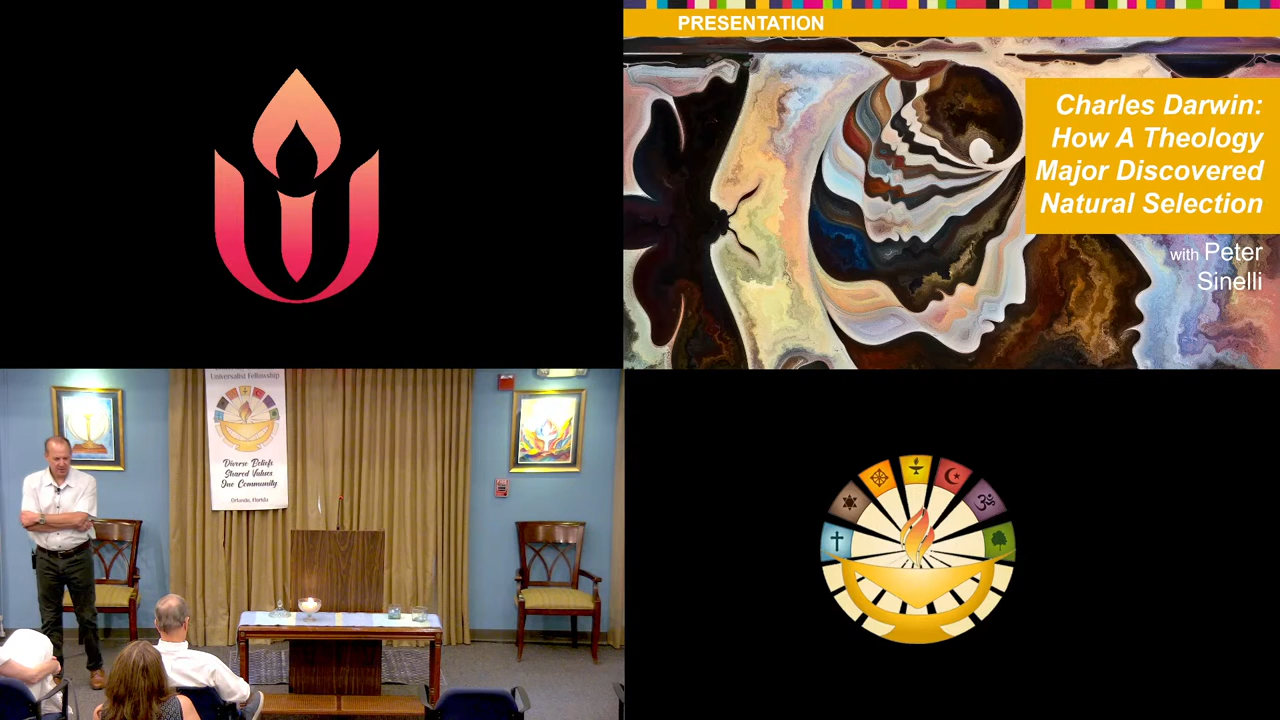 PRESENTATION
Charles Darwin:
How A Theology
Major Discovered
Natural Selection
with Peter
Sinelli
Universalist Fellowship
Diverse Beliefs
Shared Values
One Community
Orlando, Florida